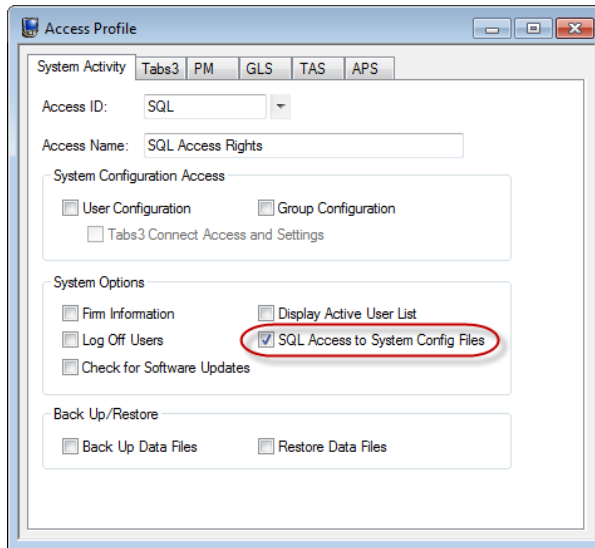 Access Profile
System Activity Tabs3 PM GLS TAS APS
Access ID: SQL
Access Name: SQL Access Rights
System Configuration Access
User Configuration Group Configuration
Tabs3 Connect Access and Settings
System Options
Firm Information Display Active User List
Log Off Users SQL Access to System Config Files
Check for Software Updates
Back Up/Restore
Back Up Data Files Restore Data Files